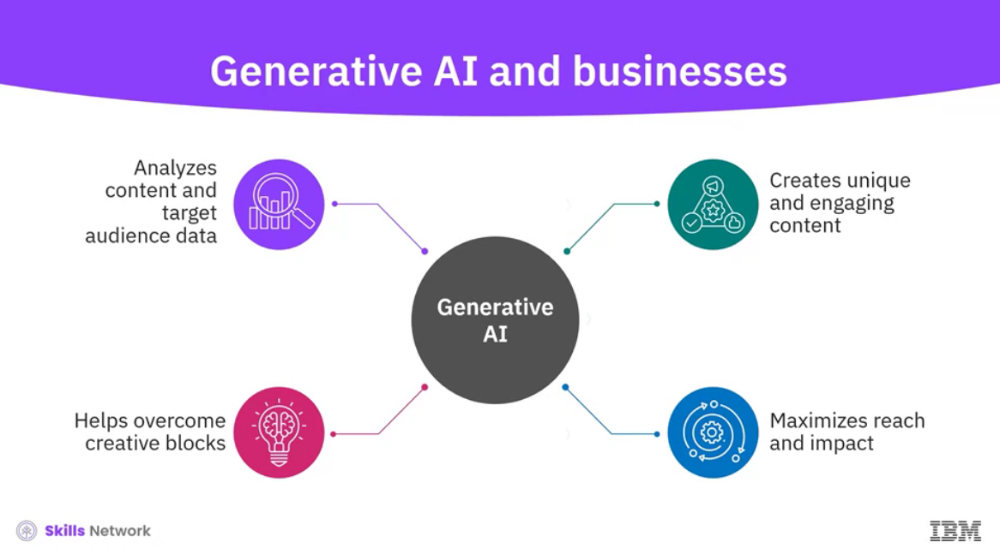 Generative AI and businesses
Analyzes
content and
target
audience data
Creates unique
and engaging
content
Generative
AI
Helps overcome
creative blocks
Maximizes reach
and impact
Skills Network
IBM